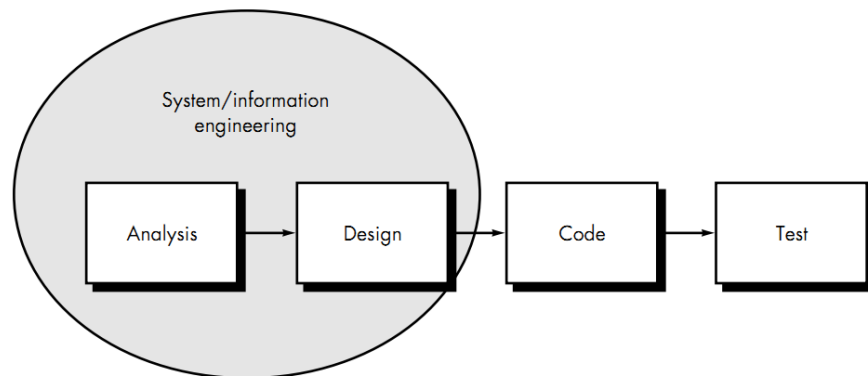 System/information
engineering
Analysis
Design
Code
Test